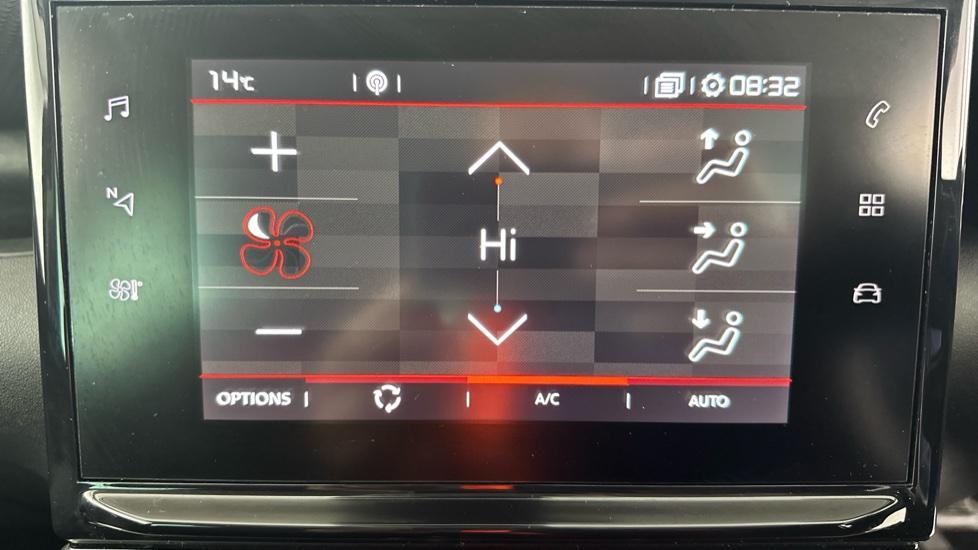 14°C 08:32
N
Hi
OPTIONS A/C AUTO